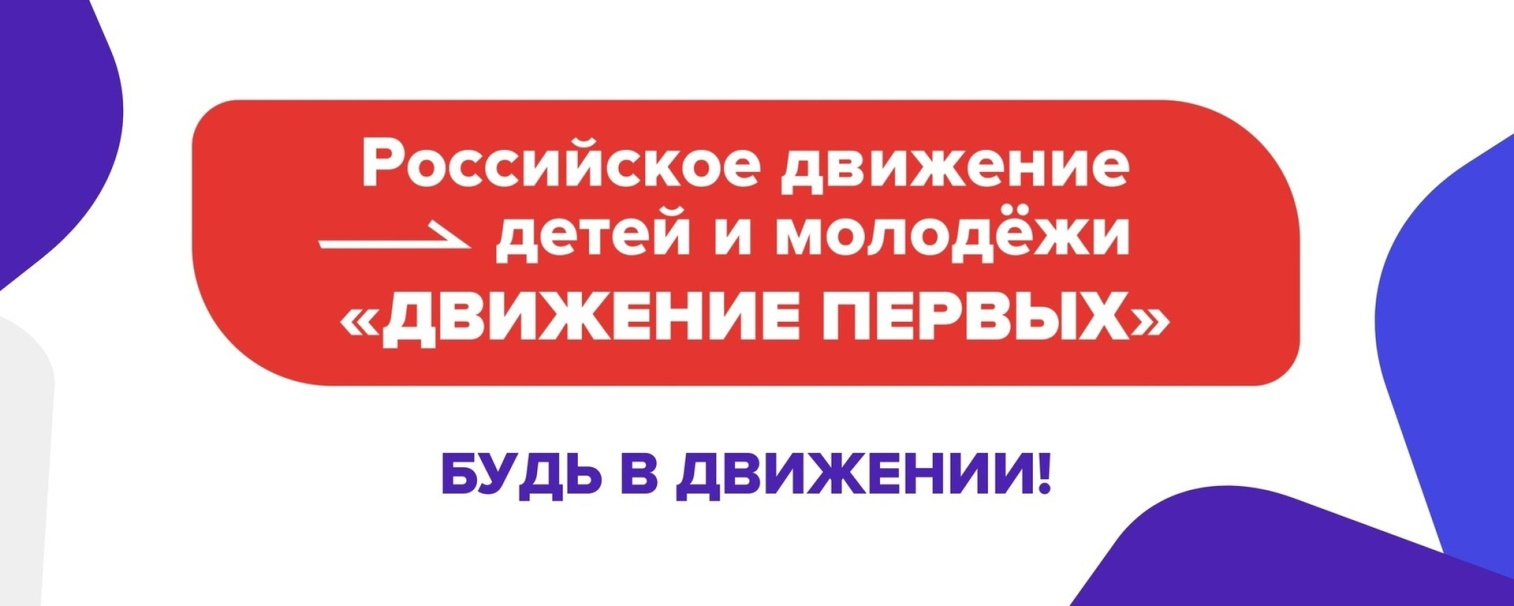 Российское движение
детей и молодёжи
«ДВИЖЕНИЕ ПЕРВЫХ»
БУДЬ В ДВИЖЕНИИ!